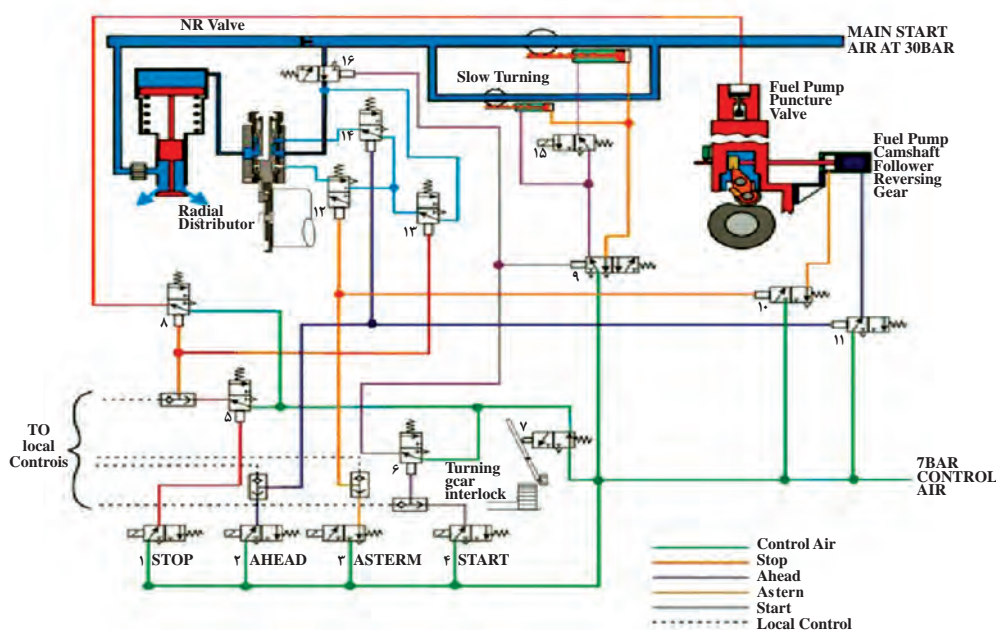 NR Valve
MAIN START
AIR AT 30BAR
۱۶
Slow Turning
Fuel Pump
Puncture
Valve
۱۴
۱۵
Fuel Pump
Camshaft
Follower
Reversing
Gear
Radial
Distributor
۱۲
۱۳
۹
۱۰
۱۱
۸
۵
TO
local
Controis
۷
۶
Turning
gcar
interlock
7BAR
CONTROL
AIR
۱ STOP
۲ AHEAD
۳ ASTERM
۴ START
Control Air
Stop
Ahead
Astern
Start
Local Control